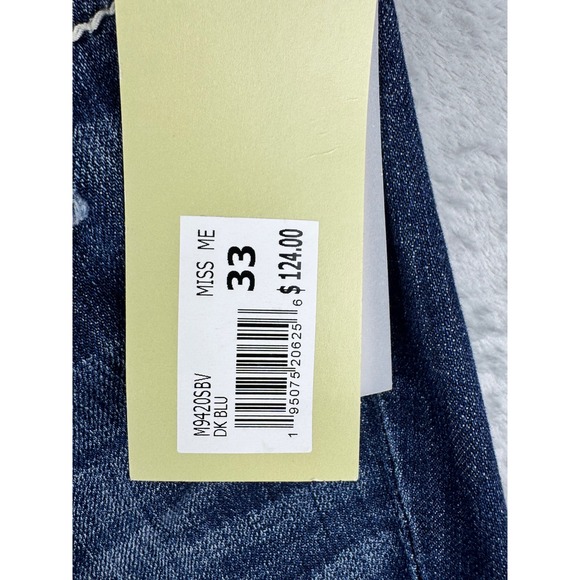 MISS ME
33
$ 124.00
1 95075 20625 6
M9420SBV
DK BLU